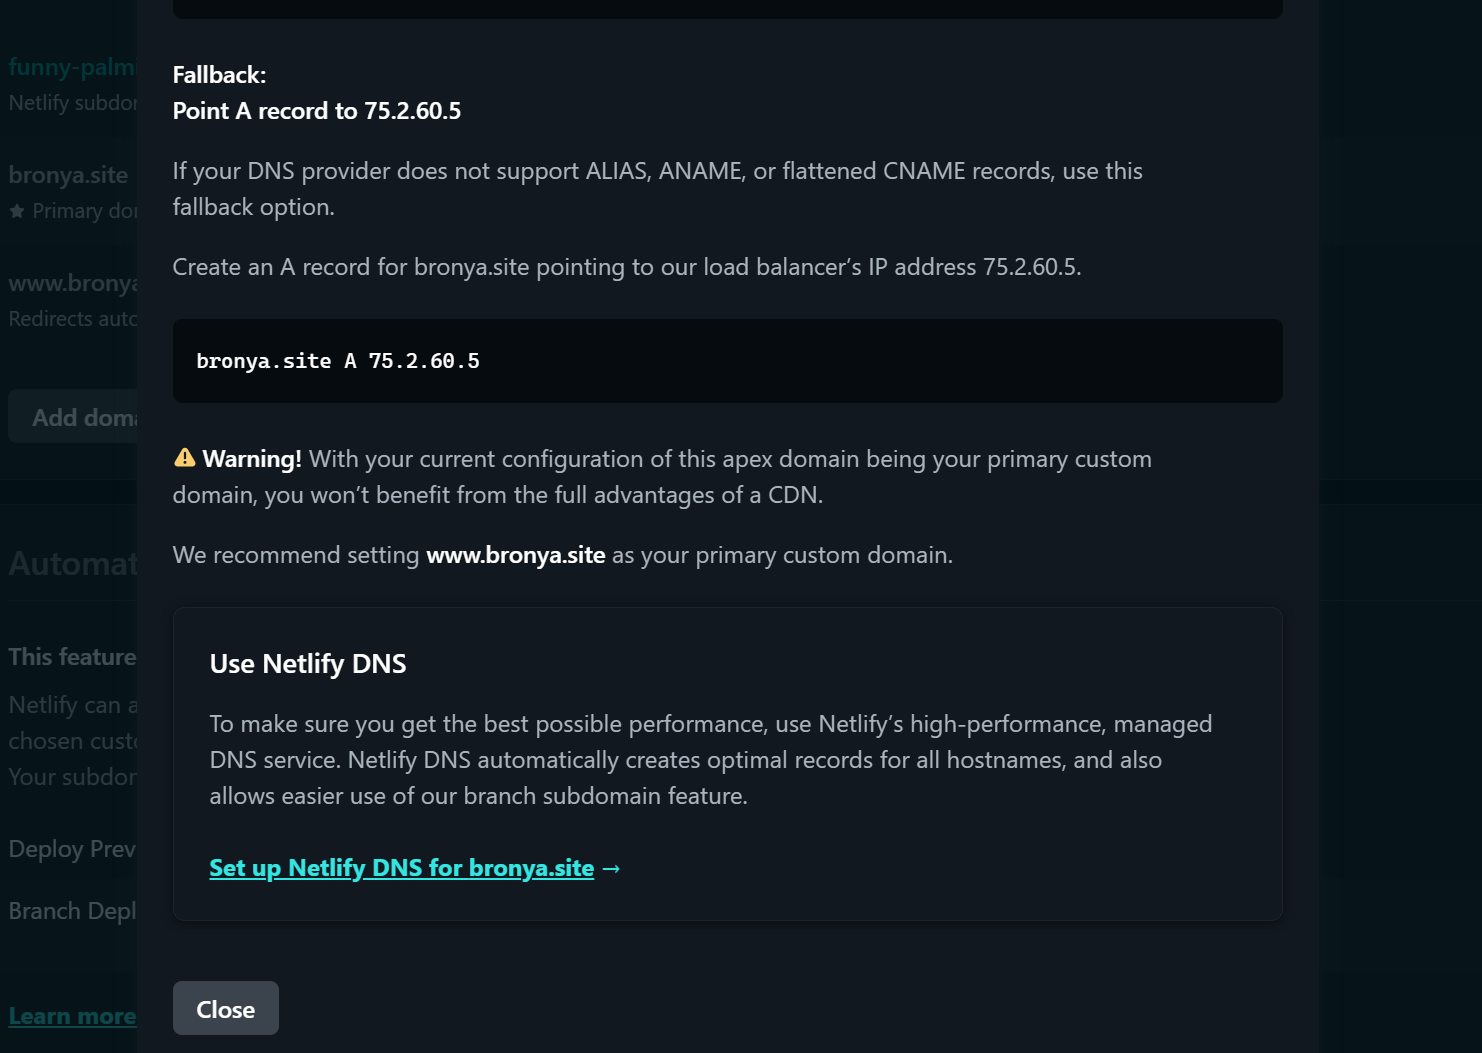 Fallback:
Point A record to 75.2.60.5
If your DNS provider does not support ALIAS, ANAME, or flattened CNAME records, use this
fallback option.
Create an A record for bronya.site pointing to our load balancer’s IP address 75.2.60.5.
bronya.site A 75.2.60.5
⚠ Warning! With your current configuration of this apex domain being your primary custom
domain, you won’t benefit from the full advantages of a CDN.
We recommend setting www.bronya.site as your primary custom domain.
Use Netlify DNS
To make sure you get the best possible performance, use Netlify’s high-performance, managed
DNS service. Netlify DNS automatically creates optimal records for all hostnames, and also
allows easier use of our branch subdomain feature.
Set up Netlify DNS for bronya.site →
Close
funny-palmi
Netlify subdor
bronya.site
★ Primary do
www.bronya
Redirects auto
Add doma
Automat
This feature
Netlify can a
chosen custo
Your subdor
Deploy Prev
Branch Depl
Learn more